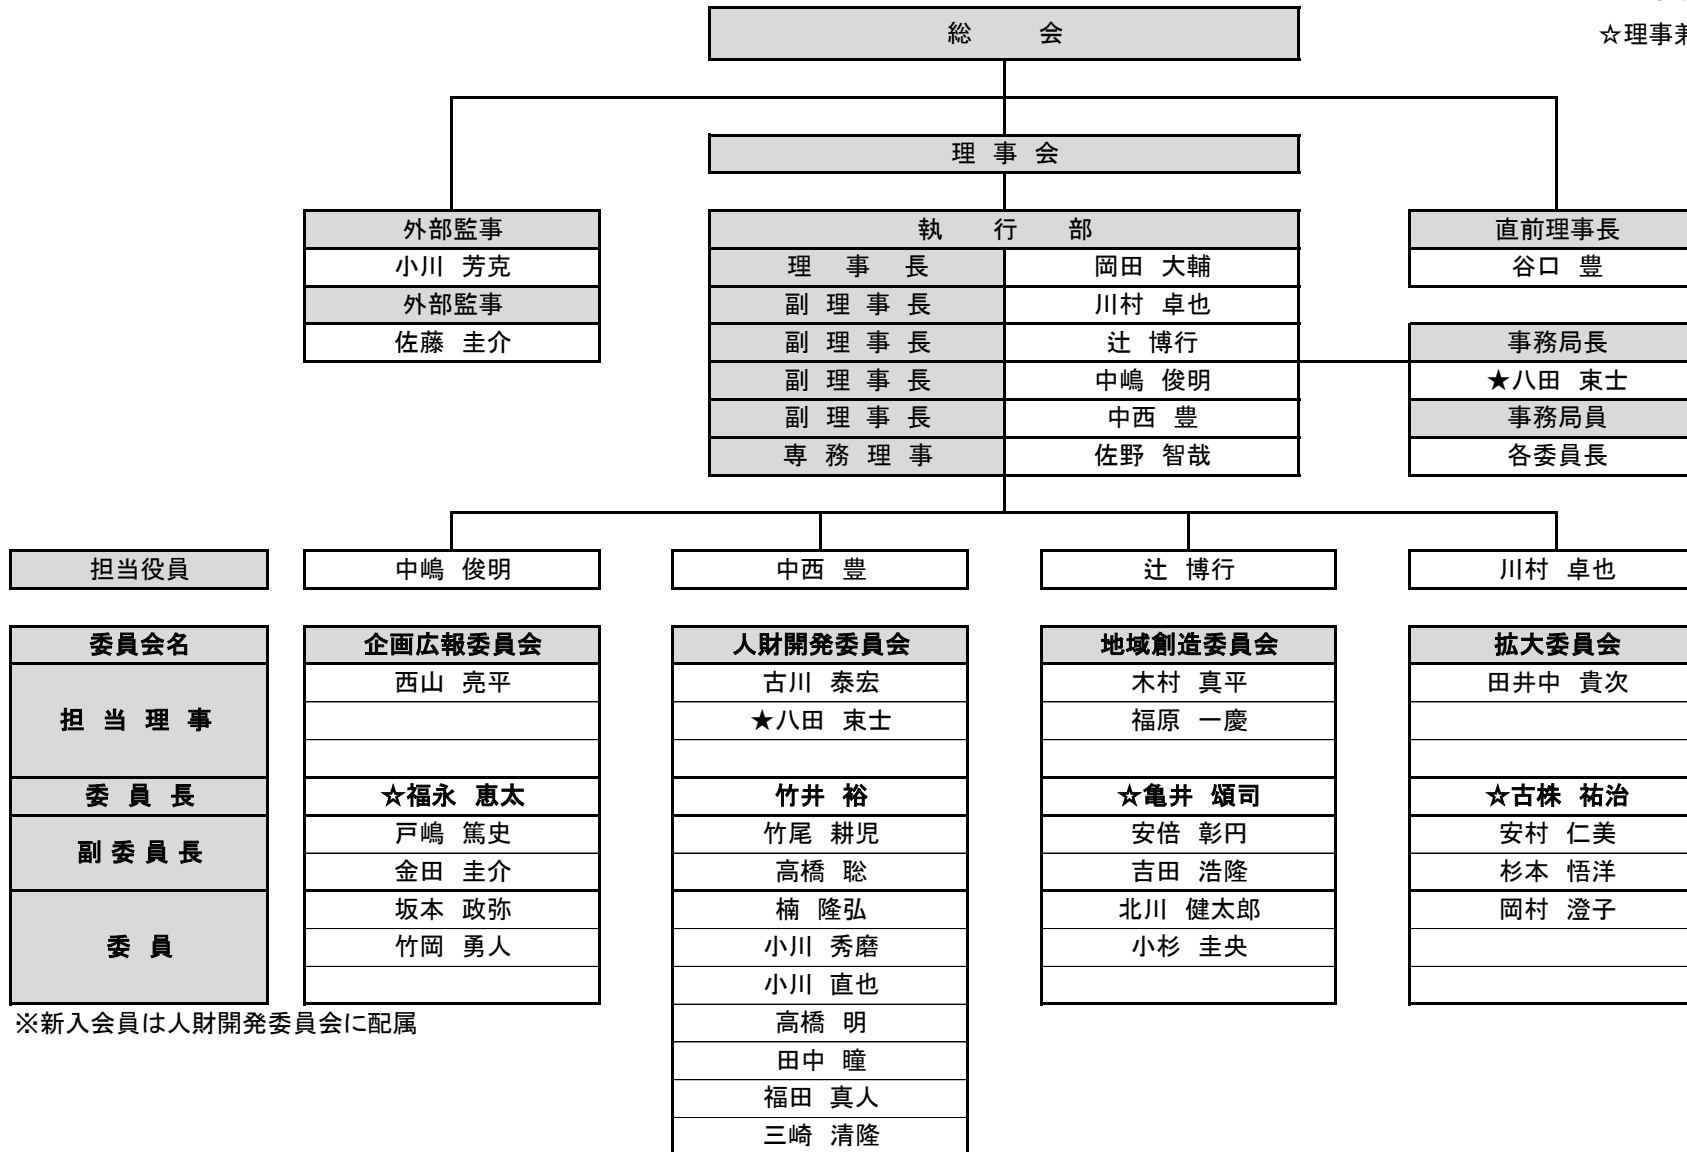 ☆理事兼
総　会
理 事 会
外部監事 執 行 部 直前理事長
小川 芳克 理 事 長 岡田 大輔 谷口 豊
外部監事 副 理 事 長 川村 卓也
佐藤 圭介 副 理 事 長 辻 博行 事務局長
副 理 事 長 中嶋 俊明 ★八田 束士
副 理 事 長 中西 豊 事務局員
専 務 理 事 佐野 智哉 各委員長
担当役員 中嶋 俊明 中西 豊 辻 博行 川村 卓也
委員会名 企画広報委員会 人財開発委員会 地域創造委員会 拡大委員会
担 当 理 事 西山 亮平 古川 泰宏 木村 真平 田井中 貴次
★八田 束士 福原 一慶
委 員 長 ☆福永 恵太 竹井 裕 ☆亀井 頌司 ☆古株 祐治
副 委 員 長 戸嶋 篤史 竹尾 耕児 安倍 彰円 安村 仁美
金田 圭介 高橋 聡 吉田 浩隆 杉本 悟洋
委 員 坂本 政弥 楠 隆弘 北川 健太郎 岡村 澄子
竹岡 勇人 小川 秀磨 小杉 圭央
小川 直也
※新入会員は人財開発委員会に配属 高橋 明
田中 瞳
福田 真人
三崎 清隆